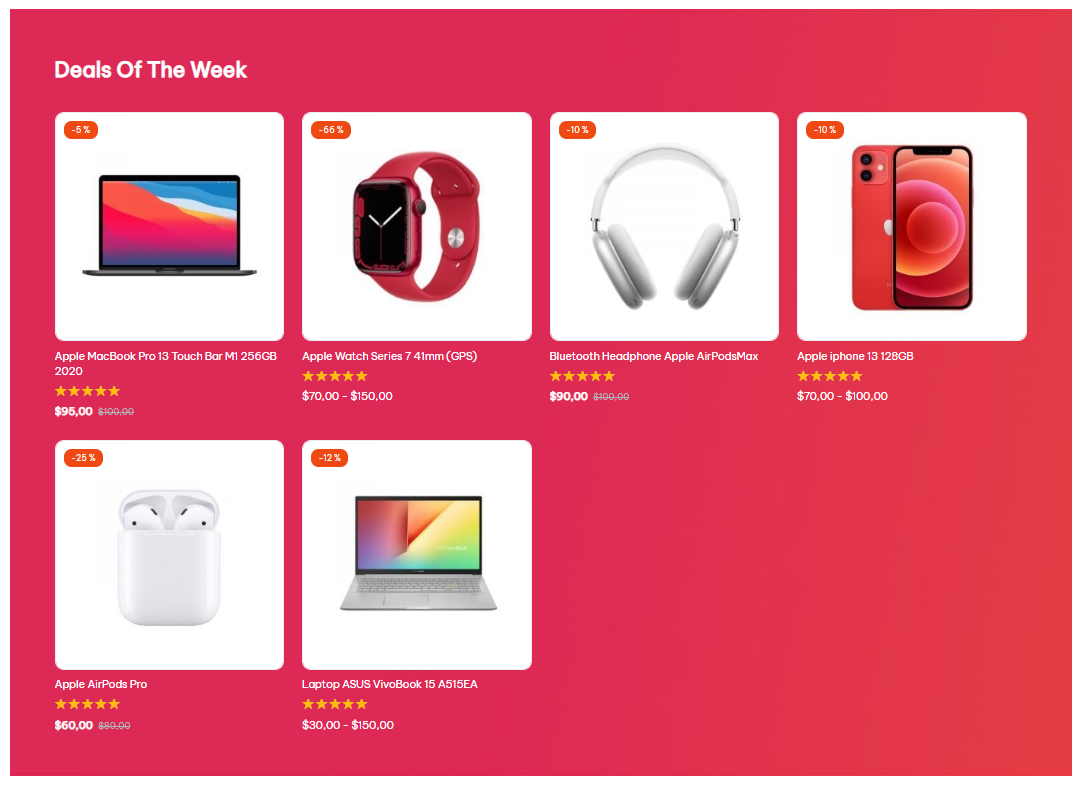 Deals Of The Week
-5 %
-66 %
-10 %
-10 %
Apple MacBook Pro 13 Touch Bar M1 256GB
2020
$95,00 $100,00
Apple Watch Series 7 41mm (GPS)
$70,00 – $150,00
Bluetooth Headphone Apple AirPodsMax
$90,00 $100,00
Apple iphone 13 128GB
$70,00 – $100,00
-25 %
-12 %
Apple AirPods Pro
$60,00 $80,00
Laptop ASUS VivoBook 15 A515EA
$30,00 – $150,00